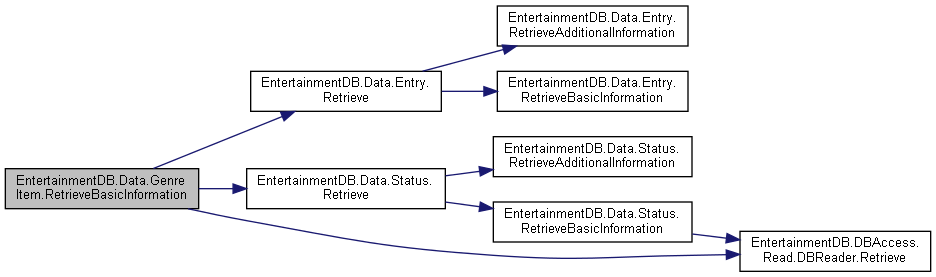 EntertainmentDB.Data.Entry.
RetrieveAdditionalInformation
EntertainmentDB.Data.Entry.
Retrieve
EntertainmentDB.Data.Entry.
RetrieveBasicInformation
EntertainmentDB.Data.Status.
RetrieveAdditionalInformation
EntertainmentDB.Data.Genre
Item.RetrieveBasicInformation
EntertainmentDB.Data.Status.
Retrieve
EntertainmentDB.Data.Status.
RetrieveBasicInformation
EntertainmentDB.DBAccess.
Read.DBReader.Retrieve